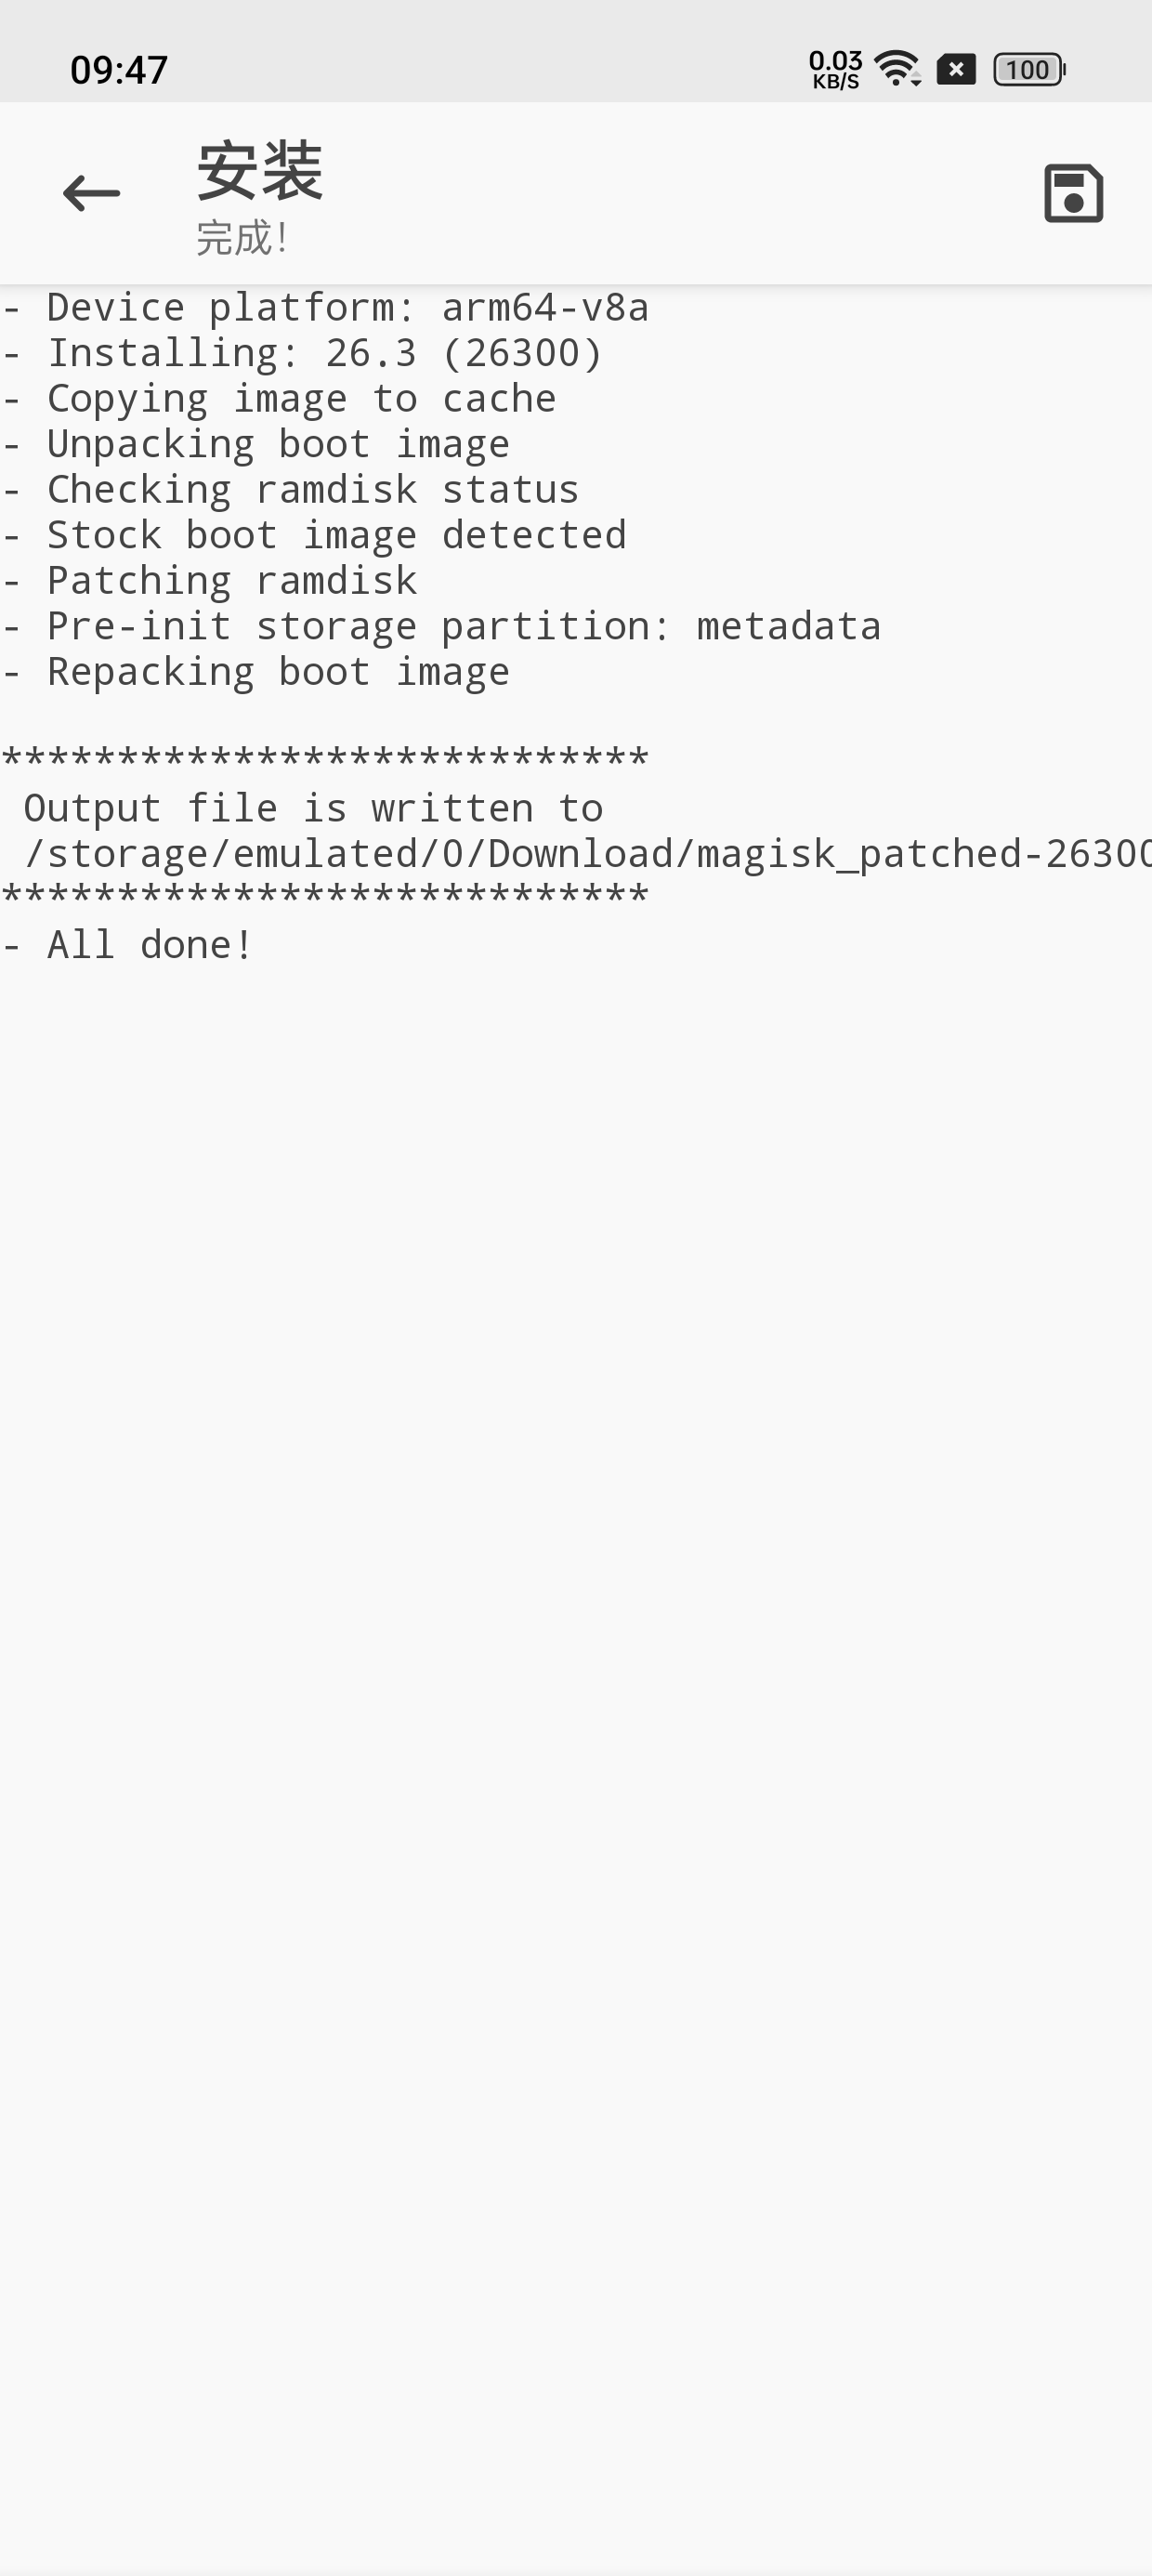 09:47
0.03
KB/S
100
安装
完成！
- Device platform: arm64-v8a
- Installing: 26.3 (26300)
- Copying image to cache
- Unpacking boot image
- Checking ramdisk status
- Stock boot image detected
- Patching ramdisk
- Pre-init storage partition: metadata
- Repacking boot image
****************************
Output file is written to
/storage/emulated/0/Download/magisk_patched-26300
****************************
- All done!